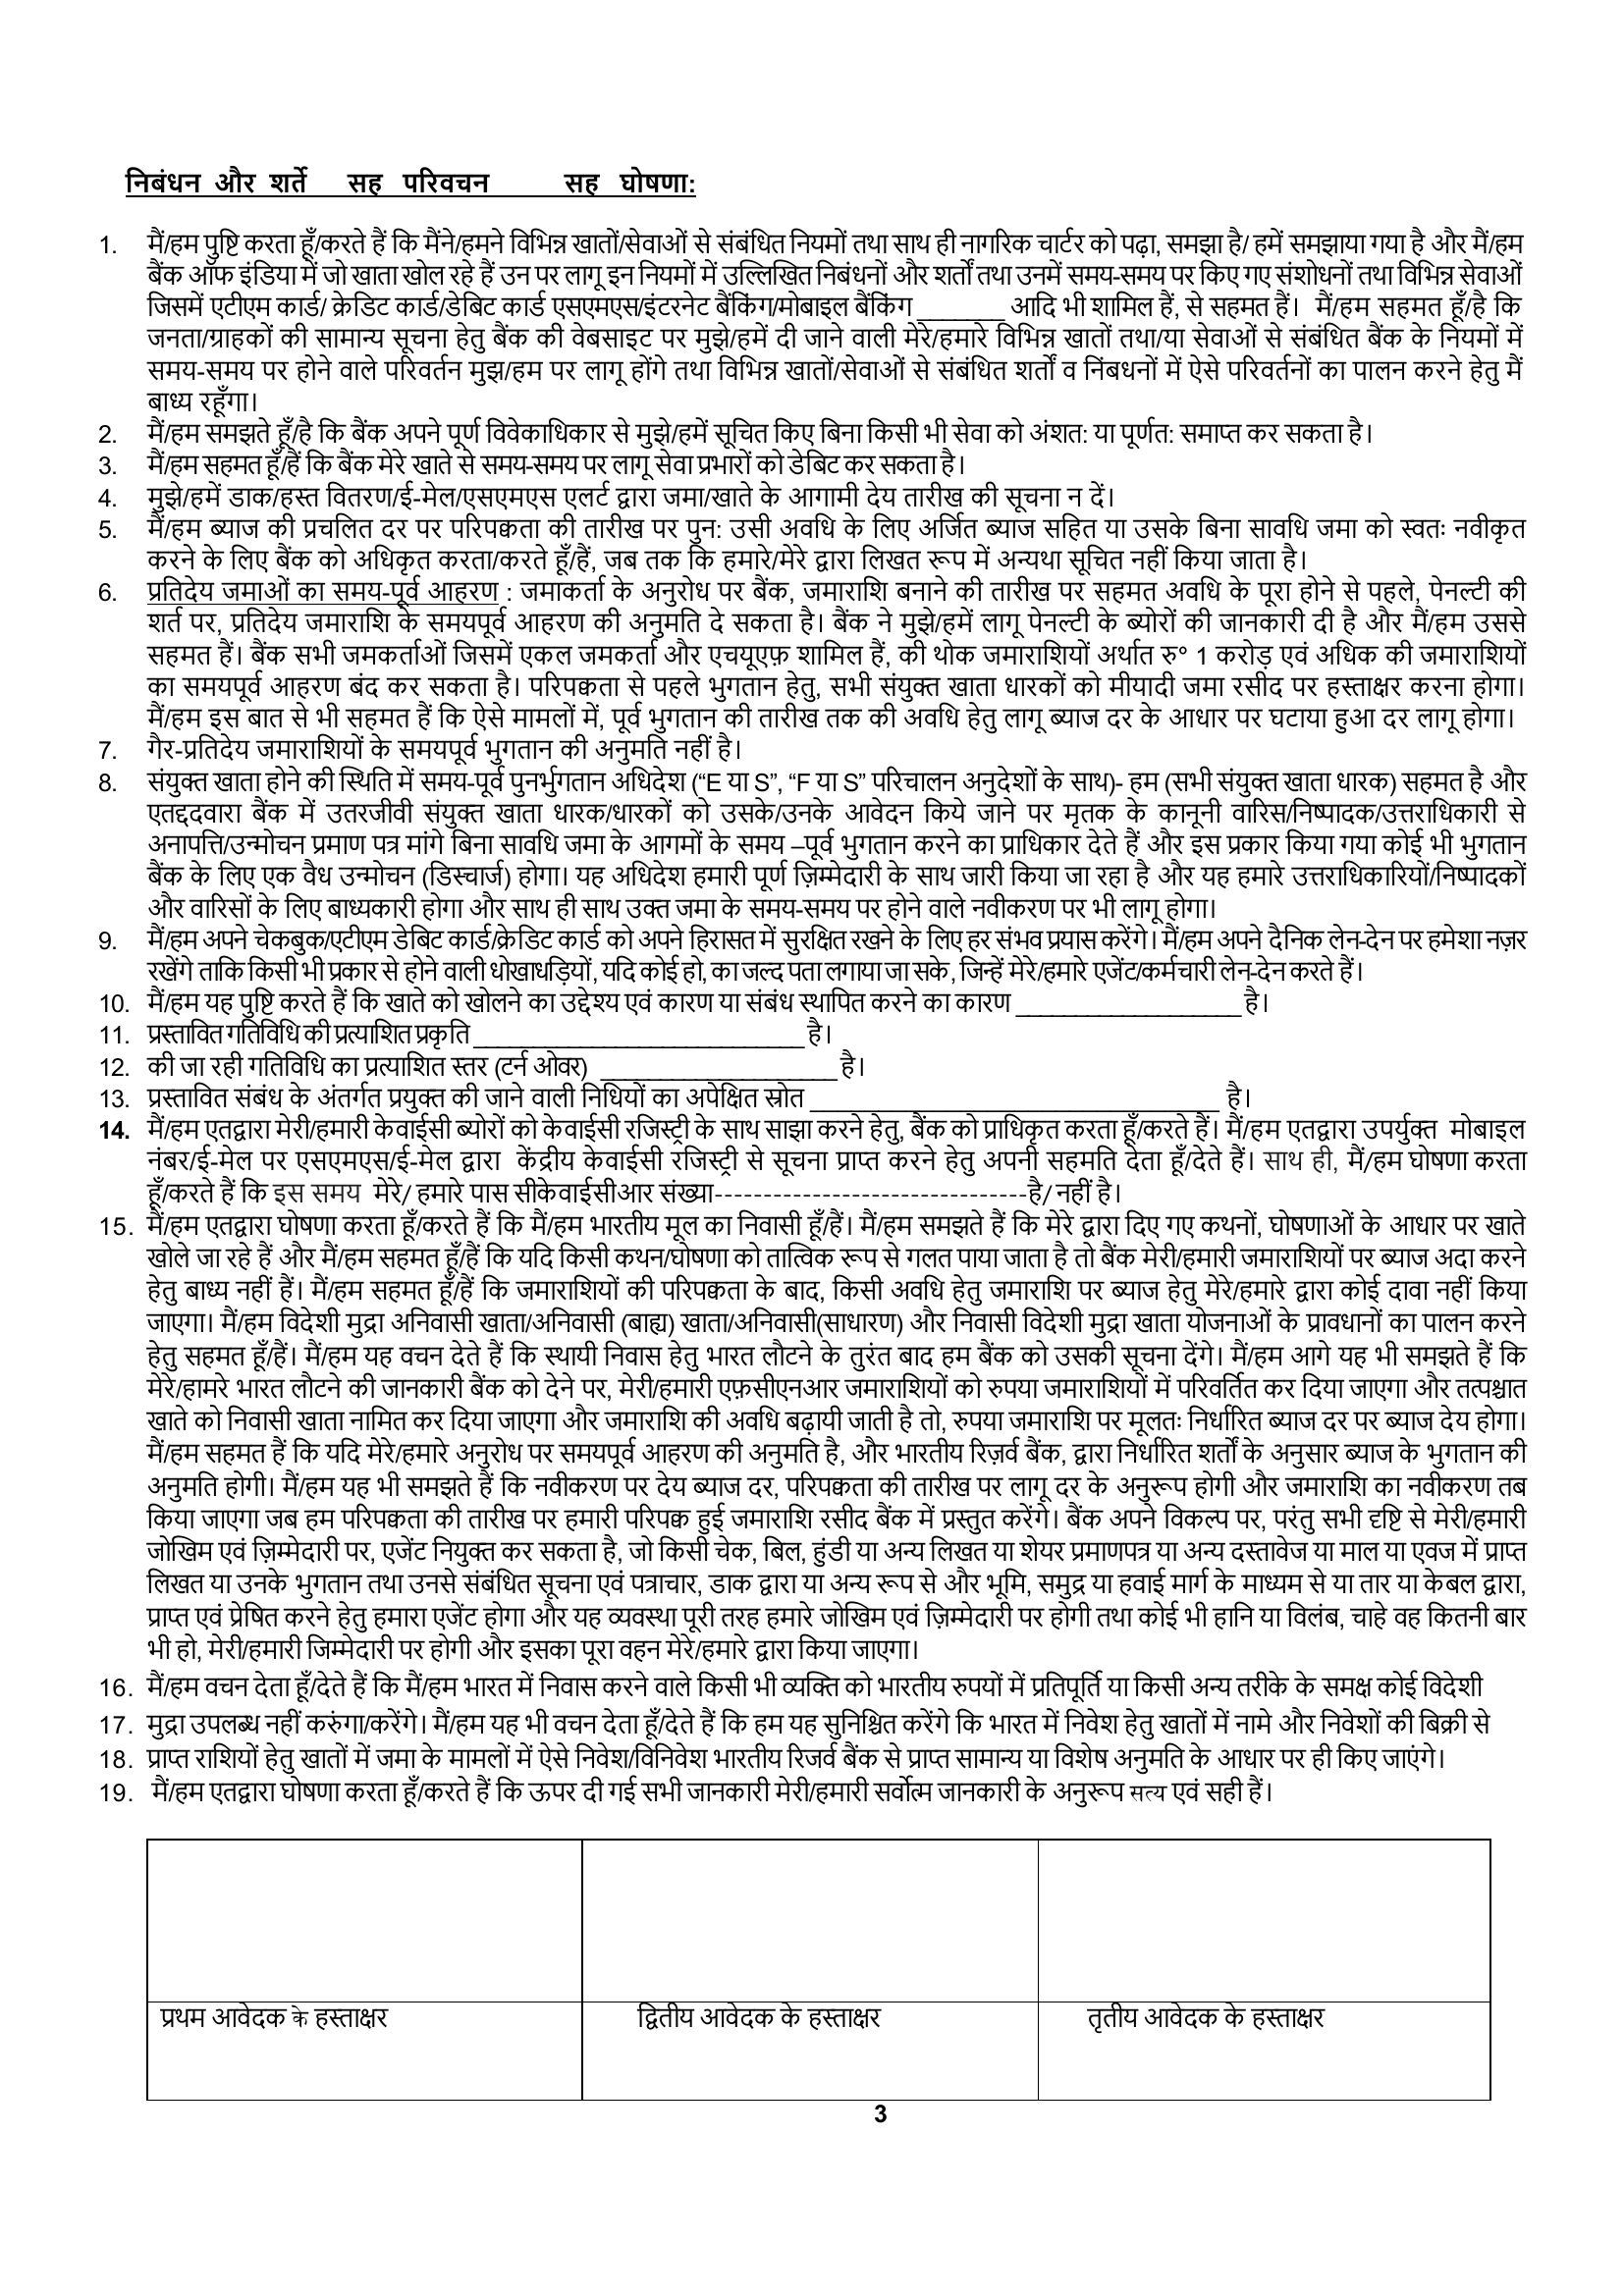 निबंधन और शर्ते सह परिवचन सह घोषणा:
1. मैं/हम पुष्टि करता हूँ/करते हैं कि मैंने/हमने विभिन्न खातों/सेवाओं से संबंधित नियमों तथा साथ ही नागरिक चार्टर को पढ़ा, समझा है/ हमें समझाया गया है और मैं/हम
बैंक ऑफ इंडिया में जो खाता खोल रहे हैं उन पर लागू इन नियमों में उल्लिखित निबंधनों और शर्तों तथा उनमें समय-समय पर किए गए संशोधनों तथा विभिन्न सेवाओं
जिसमें एटीएम कार्ड/ क्रेडिट कार्ड/डेबिट कार्ड एसएमएस/इंटरनेट बैंकिंग/मोबाइल बैंकिंग _______ आदि भी शामिल हैं, से सहमत हैं। मैं/हम सहमत हूँ/है कि
जनता/ग्राहकों की सामान्य सूचना हेतु बैंक की वेबसाइट पर मुझे/हमें दी जाने वाली मेरे/हमारे विभिन्न खातों तथा/या सेवाओं से संबंधित बैंक के नियमों में
समय-समय पर होने वाले परिवर्तन मुझ/हम पर लागू होंगे तथा विभिन्न खातों/सेवाओं से संबंधित शर्तों व निंबधनों में ऐसे परिवर्तनों का पालन करने हेतु मैं
बाध्य रहूँगा।
2. मैं/हम समझते हूँ/है कि बैंक अपने पूर्ण विवेकाधिकार से मुझे/हमें सूचित किए बिना किसी भी सेवा को अंशत: या पूर्णत: समाप्त कर सकता है।
3. मैं/हम सहमत हूँ/हैं कि बैंक मेरे खाते से समय-समय पर लागू सेवा प्रभारों को डेबिट कर सकता है।
4. मुझे/हमें डाक/हस्त वितरण/ई-मेल/एसएमएस एलर्ट द्वारा जमा/खाते के आगामी देय तारीख की सूचना न दें।
5. मैं/हम ब्याज की प्रचलित दर पर परिपक्वता की तारीख पर पुन: उसी अवधि के लिए अर्जित ब्याज सहित या उसके बिना सावधि जमा को स्वतः नवीकृत
करने के लिए बैंक को अधिकृत करता/करते हूँ/हैं, जब तक कि हमारे/मेरे द्वारा लिखत रूप में अन्यथा सूचित नहीं किया जाता है।
6. प्रतिदेय जमाओं का समय-पूर्व आहरण : जमाकर्ता के अनुरोध पर बैंक, जमाराशि बनाने की तारीख पर सहमत अवधि के पूरा होने से पहले, पेनल्टी की
शर्त पर, प्रतिदेय जमाराशि के समयपूर्व आहरण की अनुमति दे सकता है। बैंक ने मुझे/हमें लागू पेनल्टी के ब्योरों की जानकारी दी है और मैं/हम उससे
सहमत हैं। बैंक सभी जमकर्ताओं जिसमें एकल जमकर्ता और एचयूएफ़ शामिल हैं, की थोक जमाराशियों अर्थात रु° 1 करोड़ एवं अधिक की जमाराशियों
का समयपूर्व आहरण बंद कर सकता है। परिपक्वता से पहले भुगतान हेतु, सभी संयुक्त खाता धारकों को मीयादी जमा रसीद पर हस्ताक्षर करना होगा।
मैं/हम इस बात से भी सहमत हैं कि ऐसे मामलों में, पूर्व भुगतान की तारीख तक की अवधि हेतु लागू ब्याज दर के आधार पर घटाया हुआ दर लागू होगा।
7. गैर-प्रतिदेय जमाराशियों के समयपूर्व भुगतान की अनुमति नहीं है।
8. संयुक्त खाता होने की स्थिति में समय-पूर्व पुनर्भुगतान अधिदेश (“E या S”, “F या S” परिचालन अनुदेशों के साथ)- हम (सभी संयुक्त खाता धारक) सहमत है और
एतद्दवारा बैंक में उतरजीवी संयुक्त खाता धारक/धारकों को उसके/उनके आवेदन किये जाने पर मृतक के कानूनी वारिस/निष्पादक/उत्तराधिकारी से
अनापत्ति/उन्मोचन प्रमाण पत्र मांगे बिना सावधि जमा के आगमों के समय –पूर्व भुगतान करने का प्राधिकार देते हैं और इस प्रकार किया गया कोई भी भुगतान
बैंक के लिए एक वैध उन्मोचन (डिस्चार्ज) होगा। यह अधिदेश हमारी पूर्ण ज़िम्मेदारी के साथ जारी किया जा रहा है और यह हमारे उत्तराधिकारियों/निष्पादकों
और वारिसों के लिए बाध्यकारी होगा और साथ ही साथ उक्त जमा के समय-समय पर होने वाले नवीकरण पर भी लागू होगा।
9. मैं/हम अपने चेकबुक/एटीएम डेबिट कार्ड/क्रेडिट कार्ड को अपने हिरासत में सुरक्षित रखने के लिए हर संभव प्रयास करेंगे। मैं/हम अपने दैनिक लेन-देन पर हमेशा नज़र
रखेंगे ताकि किसी भी प्रकार से होने वाली धोखाधड़ियों, यदि कोई हो, का जल्द पता लगाया जा सके, जिन्हें मेरे/हमारे एजेंट/कर्मचारी लेन-देन करते हैं।
10. मैं/हम यह पुष्टि करते हैं कि खाते को खोलने का उद्देश्य एवं कारण या संबंध स्थापित करने का कारण __________________ है।
11. प्रस्तावित गतिविधि की प्रत्याशित प्रकृति __________________________ है।
12. की जा रही गतिविधि का प्रत्याशित स्तर (टर्न ओवर) ___________________ है।
13. प्रस्तावित संबंध के अंतर्गत प्रयुक्त की जाने वाली निधियों का अपेक्षित स्रोत ________________________________ है।
14. मैं/हम एतद्वारा मेरी/हमारी केवाईसी ब्योरों को केवाईसी रजिस्ट्री के साथ साझा करने हेतु, बैंक को प्राधिकृत करता हूँ/करते हैं। मैं/हम एतद्वारा उपर्युक्त मोबाइल
नंबर/ई-मेल पर एसएमएस/ई-मेल द्वारा केंद्रीय केवाईसी रजिस्ट्री से सूचना प्राप्त करने हेतु अपनी सहमति देता हूँ/देते हैं। साथ ही, मैं/हम घोषणा करता
हूँ/करते हैं कि इस समय मेरे/ हमारे पास सीकेवाईसीआर संख्या--------------------------------है/ नहीं है।
15. मैं/हम एतद्वारा घोषणा करता हूँ/करते हैं कि मैं/हम भारतीय मूल का निवासी हूँ/हैं। मैं/हम समझते हैं कि मेरे द्वारा दिए गए कथनों, घोषणाओं के आधार पर खाते
खोले जा रहे हैं और मैं/हम सहमत हूँ/हैं कि यदि किसी कथन/घोषणा को तात्विक रूप से गलत पाया जाता है तो बैंक मेरी/हमारी जमाराशियों पर ब्याज अदा करने
हेतु बाध्य नहीं हैं। मैं/हम सहमत हूँ/हैं कि जमाराशियों की परिपक्वता के बाद, किसी अवधि हेतु जमाराशि पर ब्याज हेतु मेरे/हमारे द्वारा कोई दावा नहीं किया
जाएगा। मैं/हम विदेशी मुद्रा अनिवासी खाता/अनिवासी (बाह्य) खाता/अनिवासी(साधारण) और निवासी विदेशी मुद्रा खाता योजनाओं के प्रावधानों का पालन करने
हेतु सहमत हूँ/हैं। मैं/हम यह वचन देते हैं कि स्थायी निवास हेतु भारत लौटने के तुरंत बाद हम बैंक को उसकी सूचना देंगे। मैं/हम आगे यह भी समझते हैं कि
मेरे/हामरे भारत लौटने की जानकारी बैंक को देने पर, मेरी/हमारी एफ़सीएनआर जमाराशियों को रुपया जमाराशियों में परिवर्तित कर दिया जाएगा और तत्पश्चात
खाते को निवासी खाता नामित कर दिया जाएगा और जमाराशि की अवधि बढ़ायी जाती है तो, रुपया जमाराशि पर मूलतः निर्धारित ब्याज दर पर ब्याज देय होगा।
मैं/हम सहमत हैं कि यदि मेरे/हमारे अनुरोध पर समयपूर्व आहरण की अनुमति है, और भारतीय रिज़र्व बैंक, द्वारा निर्धारित शर्तों के अनुसार ब्याज के भुगतान की
अनुमति होगी। मैं/हम यह भी समझते हैं कि नवीकरण पर देय ब्याज दर, परिपक्वता की तारीख पर लागू दर के अनुरूप होगी और जमाराशि का नवीकरण तब
किया जाएगा जब हम परिपक्वता की तारीख पर हमारी परिपक्व हुई जमाराशि रसीद बैंक में प्रस्तुत करेंगे। बैंक अपने विकल्प पर, परंतु सभी दृष्टि से मेरी/हमारी
जोखिम एवं ज़िम्मेदारी पर, एजेंट नियुक्त कर सकता है, जो किसी चेक, बिल, हुंडी या अन्य लिखत या शेयर प्रमाणपत्र या अन्य दस्तावेज या माल या एवज में प्राप्त
लिखत या उनके भुगतान तथा उनसे संबंधित सूचना एवं पत्राचार, डाक द्वारा या अन्य रूप से और भूमि, समुद्र या हवाई मार्ग के माध्यम से या तार या केबल द्वारा,
प्राप्त एवं प्रेषित करने हेतु हमारा एजेंट होगा और यह व्यवस्था पूरी तरह हमारे जोखिम एवं ज़िम्मेदारी पर होगी तथा कोई भी हानि या विलंब, चाहे वह कितनी बार
भी हो, मेरी/हमारी जिम्मेदारी पर होगी और इसका पूरा वहन मेरे/हमारे द्वारा किया जाएगा।
16. मैं/हम वचन देता हूँ/देते हैं कि मैं/हम भारत में निवास करने वाले किसी भी व्यक्ति को भारतीय रुपयों में प्रतिपूर्ति या किसी अन्य तरीके के समक्ष कोई विदेशी
17. मुद्रा उपलब्ध नहीं करुंगा/करेंगे। मैं/हम यह भी वचन देता हूँ/देते हैं कि हम यह सुनिश्चित करेंगे कि भारत में निवेश हेतु खातों में नामे और निवेशों की बिक्री से
18. प्राप्त राशियों हेतु खातों में जमा के मामलों में ऐसे निवेश/विनिवेश भारतीय रिजर्व बैंक से प्राप्त सामान्य या विशेष अनुमति के आधार पर ही किए जाएंगे।
19. मैं/हम एतद्वारा घोषणा करता हूँ/करते हैं कि ऊपर दी गई सभी जानकारी मेरी/हमारी सर्वोत्म जानकारी के अनुरूप सत्य एवं सही हैं।
प्रथम आवेदक के हस्ताक्षर द्वितीय आवेदक के हस्ताक्षर तृतीय आवेदक के हस्ताक्षर
3